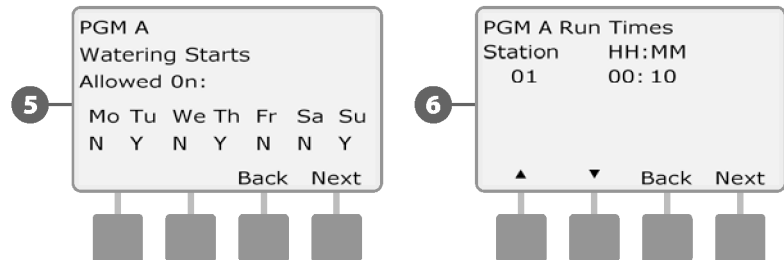 5
PGM A
Watering Starts
Allowed 0n:
Mo Tu We Th Fr Sa Su
N Y N Y N N Y
Back Next
6
PGM A Run Times
Station HH:MM
01 00: 10
▲ ▼ Back Next